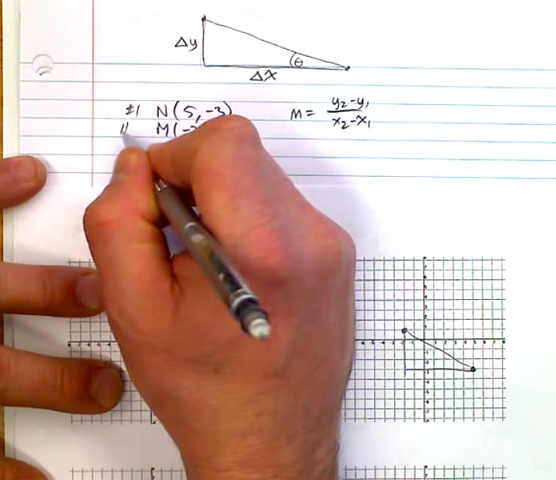 Δy
θ
Δx
#1 N(5, -3)
M(-
m = y₂-y₁
x₂-x₁